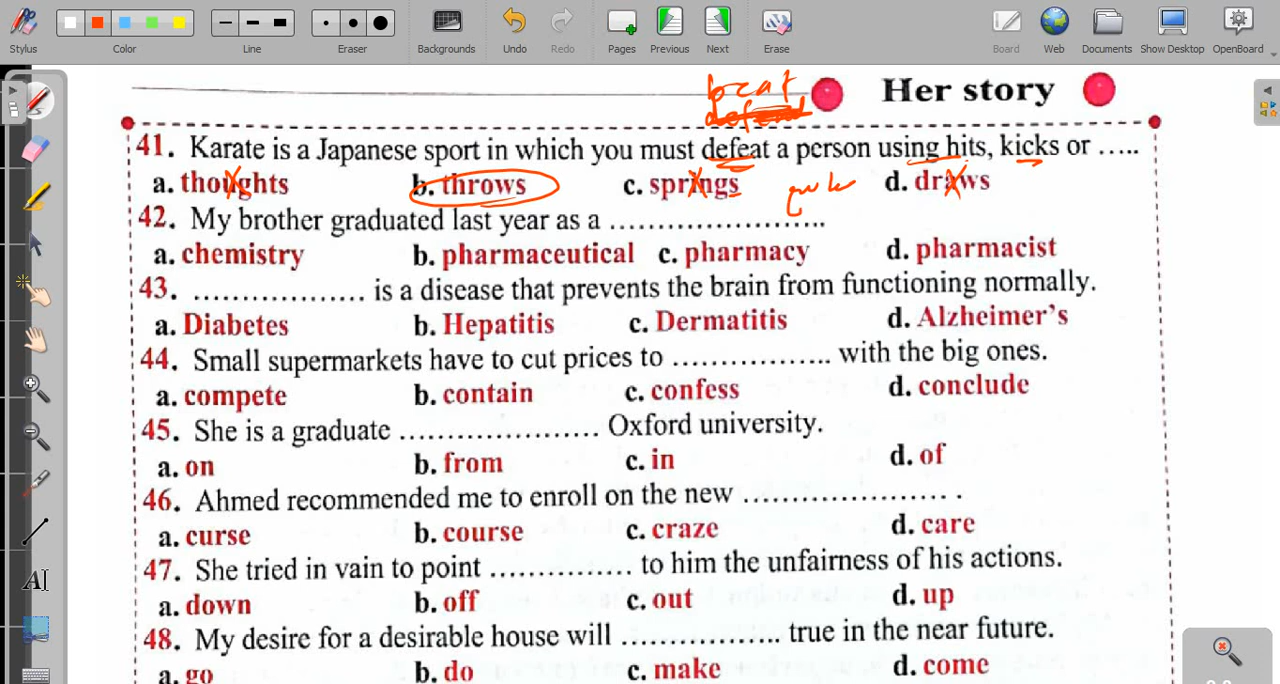 Stylus
Color
Line
Eraser
Backgrounds
Undo
Redo
Pages
Previous
Next
Erase
Board
Web
Documents
Show Desktop
OpenBoard
beat
Her story
41. Karate is a Japanese sport in which you must defeat a person using hits, kicks or .....
a. thoughts b. throws c. springs d. draws
42. My brother graduated last year as a ......................
a. chemistry b. pharmaceutical c. pharmacy d. pharmacist
43. ................. is a disease that prevents the brain from functioning normally.
a. Diabetes b. Hepatitis c. Dermatitis d. Alzheimer's
44. Small supermarkets have to cut prices to ................ with the big ones.
a. compete b. contain c. confess d. conclude
45. She is a graduate .................... Oxford university.
a. on b. from c. in d. of
46. Ahmed recommended me to enroll on the new .................... .
a. curse b. course c. craze d. care
47. She tried in vain to point .............. to him the unfairness of his actions.
a. down b. off c. out d. up
48. My desire for a desirable house will ................ true in the near future.
a. go b. do c. make d. come